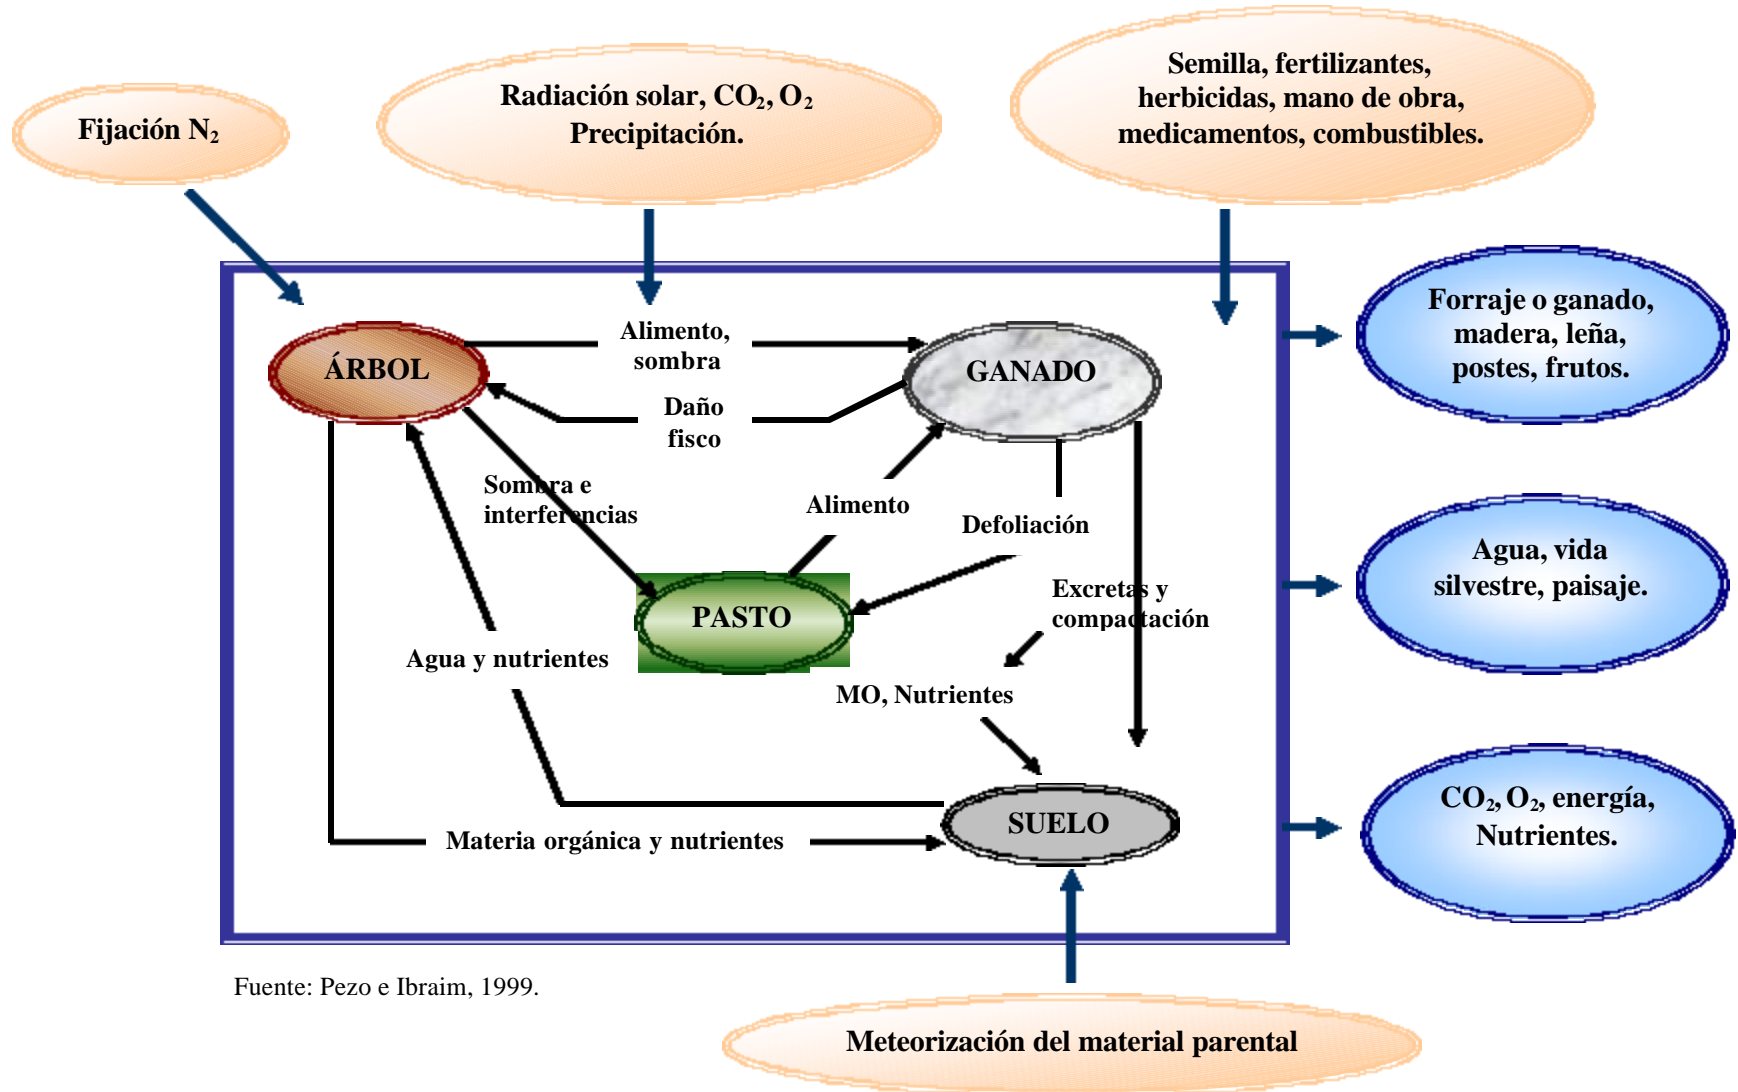 Semilla, fertilizantes,
herbicidas, mano de obra,
medicamentos, combustibles.
Radiación solar, CO₂, O₂
Precipitación.
Fijación N₂
Forraje o ganado,
madera, leña,
postes, frutos.
Alimento,
sombra
ÁRBOL
GANADO
Daño
fisco
Sombra e
interferencias
Alimento
Defoliación
Agua, vida
silvestre, paisaje.
Excretas y
compactación
PASTO
Agua y nutrientes
MO, Nutrientes
CO₂, O₂, energía,
Nutrientes.
SUELO
Materia orgánica y nutrientes
Fuente: Pezo e Ibraim, 1999.
Meteorización del material parental